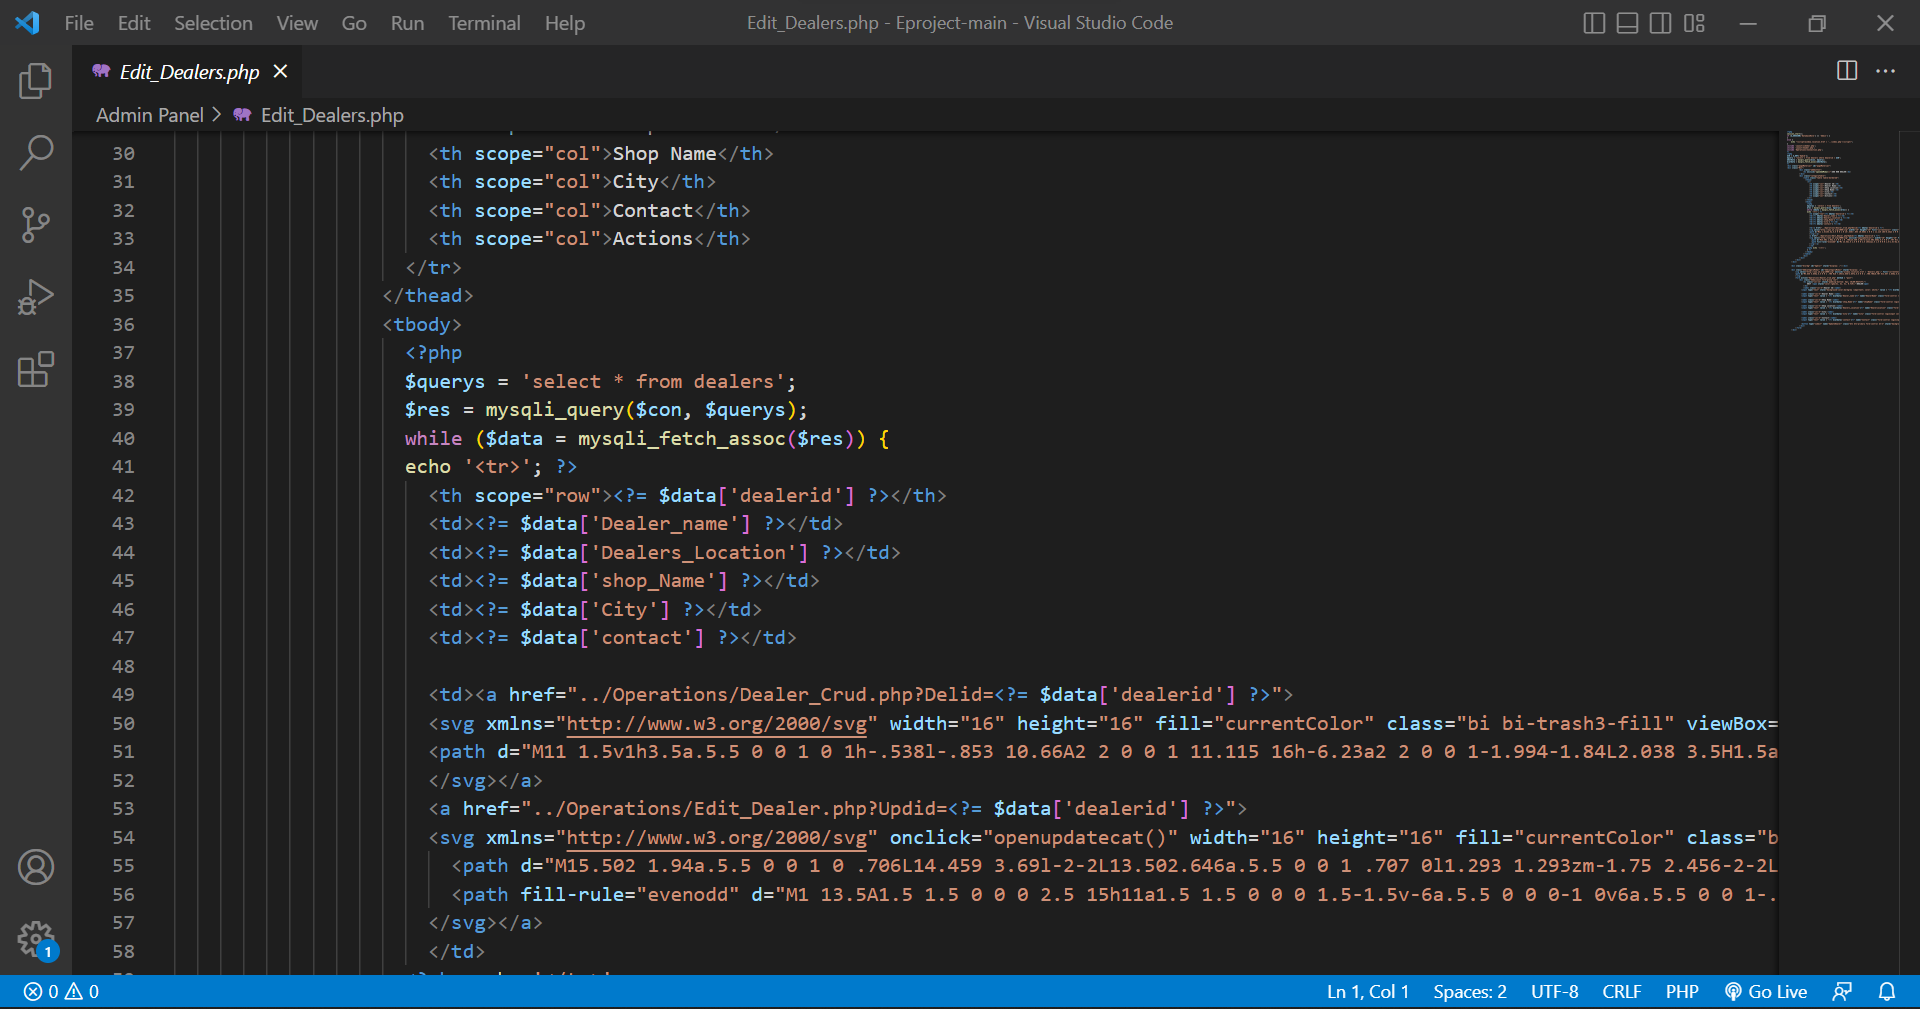 File Edit Selection View Go Run Terminal Help
Edit_Dealers.php - Eproject-main - Visual Studio Code
Edit_Dealers.php
Admin Panel > Edit_Dealers.php
30 <th scope="col">Shop Name</th>
31 <th scope="col">City</th>
32 <th scope="col">Contact</th>
33 <th scope="col">Actions</th>
34 </tr>
35 </thead>
36 <tbody>
37 <?php
38 $querys = 'select * from dealers';
39 $res = mysqli_query($con, $querys);
40 while ($data = mysqli_fetch_assoc($res)) {
41 echo '<tr>'; ?>
42 <th scope="row"><?= $data['dealerid'] ?></th>
43 <td><?= $data['Dealer_name'] ?></td>
44 <td><?= $data['Dealers_Location'] ?></td>
45 <td><?= $data['shop_Name'] ?></td>
46 <td><?= $data['City'] ?></td>
47 <td><?= $data['contact'] ?></td>
48
49 <td><a href="../Operations/Dealer_Crud.php?Delid=<?= $data['dealerid'] ?>">
50 <svg xmlns="http://www.w3.org/2000/svg" width="16" height="16" fill="currentColor" class="bi bi-trash3-fill" viewBox=
51 <path d="M11 1.5v1h3.5a.5.5 0 0 1 0 1h-.538l-.853 10.66A2 2 0 0 1 11.115 16h-6.23a2 2 0 0 1-1.994-1.84L2.038 3.5H1.5a
52 </svg></a>
53 <a href="../Operations/Edit_Dealer.php?Updid=<?= $data['dealerid'] ?>">
54 <svg xmlns="http://www.w3.org/2000/svg" onclick="openupdatecat()" width="16" height="16" fill="currentColor" class="b
55 <path d="M15.502 1.94a.5.5 0 0 1 0 .706L14.459 3.69l-2-2L13.502.646a.5.5 0 0 1 .707 0l1.293 1.293zm-1.75 2.456-2-2L
56 <path fill-rule="evenodd" d="M1 13.5A1.5 1.5 0 0 0 2.5 15h11a1.5 1.5 0 0 0 1.5-1.5v-6a.5.5 0 0 0-1 0v6a.5.5 0 0 1-.
57 </svg></a>
58 </td>
1
0 0 Ln 1, Col 1 Spaces: 2 UTF-8 CRLF PHP Go Live